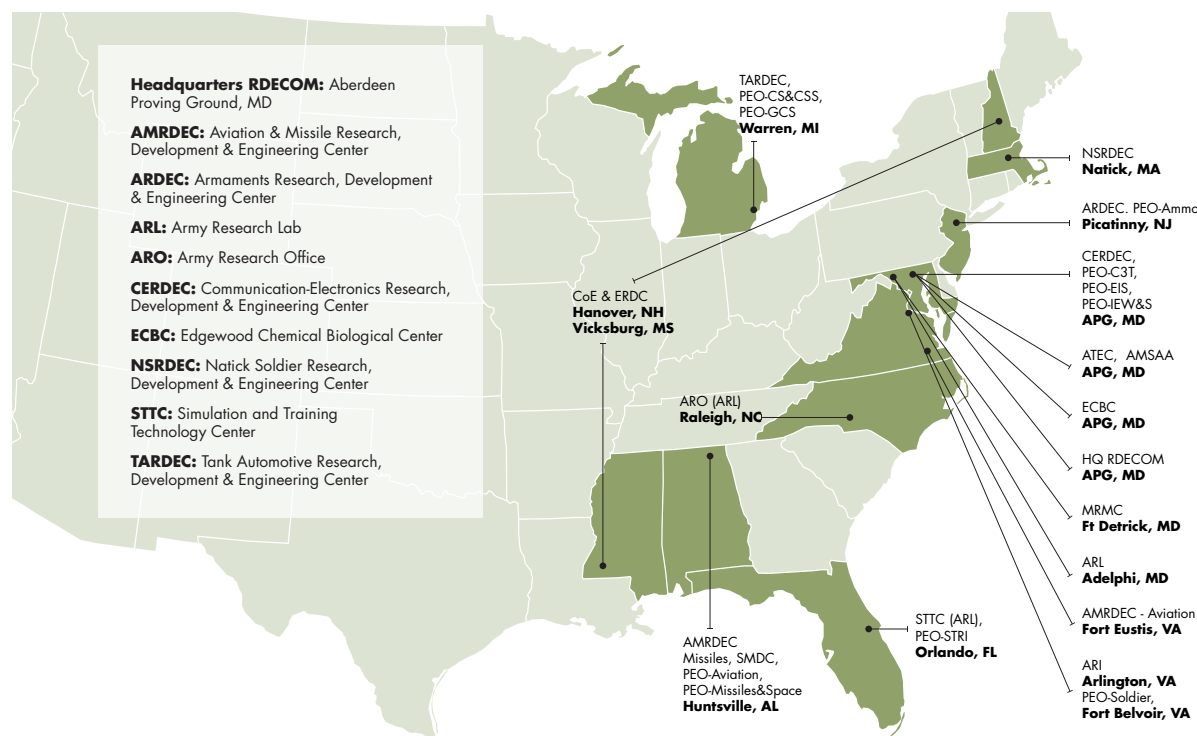 Headquarters RDECOM: Aberdeen
Proving Ground, MD
AMRDEC: Aviation & Missile Research,
Development & Engineering Center
ARDEC: Armaments Research, Development
& Engineering Center
ARL: Army Research Lab
ARO: Army Research Office
CERDEC: Communication-Electronics Research,
Development & Engineering Center
ECBC: Edgewood Chemical Biological Center
NSRDEC: Natick Soldier Research,
Development & Engineering Center
STTC: Simulation and Training
Technology Center
TARDEC: Tank Automotive Research,
Development & Engineering Center
TARDEC,
PEO-CS&CSS,
PEO-GCS
Warren, MI
CoE & ERDC
Hanover, NH
Vicksburg, MS
ARO (ARL)
Raleigh, NC
AMRDEC
Missiles, SMDC,
PEO-Aviation,
PEO-Missiles&Space
Huntsville, AL
STTC (ARL),
PEO-STRI
Orlando, FL
NSRDEC
Natick, MA
ARDEC. PEO-Ammo
Picatinny, NJ
CERDEC,
PEO-C3T,
PEO-EIS,
PEO-IEW&S
APG, MD
ATEC, AMSAA
APG, MD
ECBC
APG, MD
HQ RDECOM
APG, MD
MRMC
Ft Detrick, MD
ARL
Adelphi, MD
AMRDEC - Aviation
Fort Eustis, VA
ARI
Arlington, VA
PEO-Soldier,
Fort Belvoir, VA